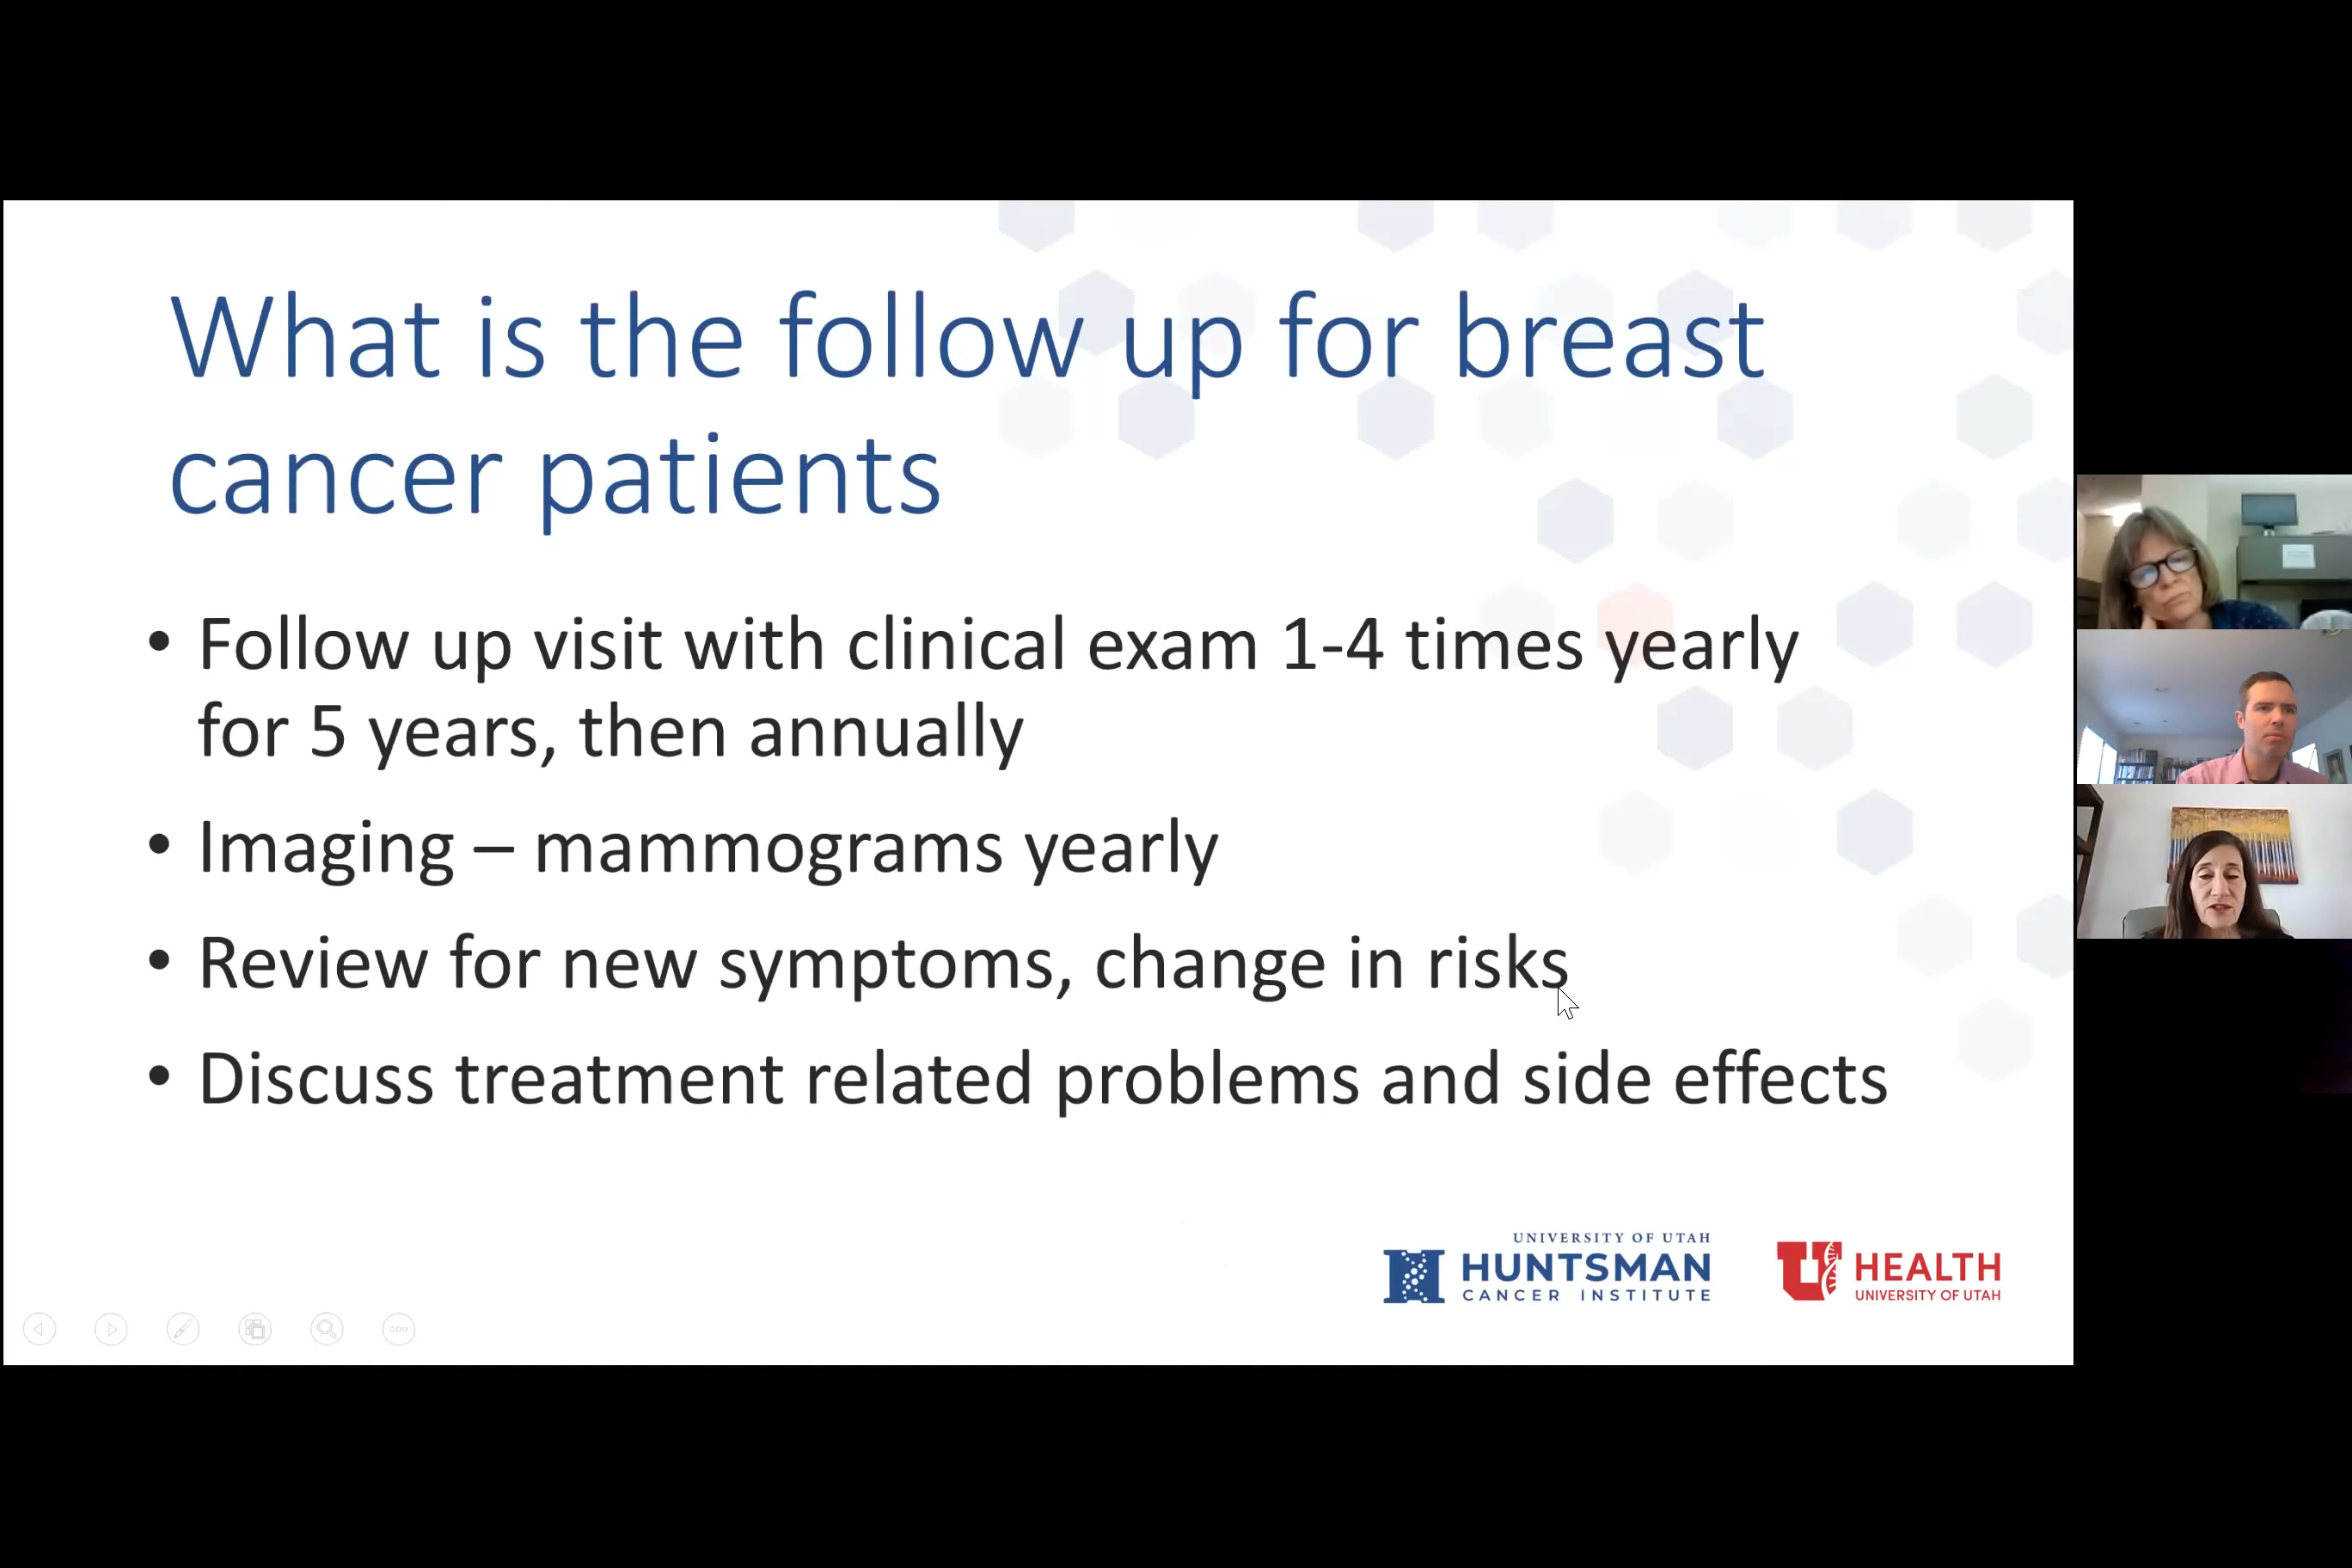 What is the follow up for breast
cancer patients
• Follow up visit with clinical exam 1-4 times yearly
for 5 years, then annually
• Imaging – mammograms yearly
• Review for new symptoms, change in risks
• Discuss treatment related problems and side effects
UNIVERSITY OF UTAH
HUNTSMAN
CANCER INSTITUTE
U HEALTH
UNIVERSITY OF UTAH